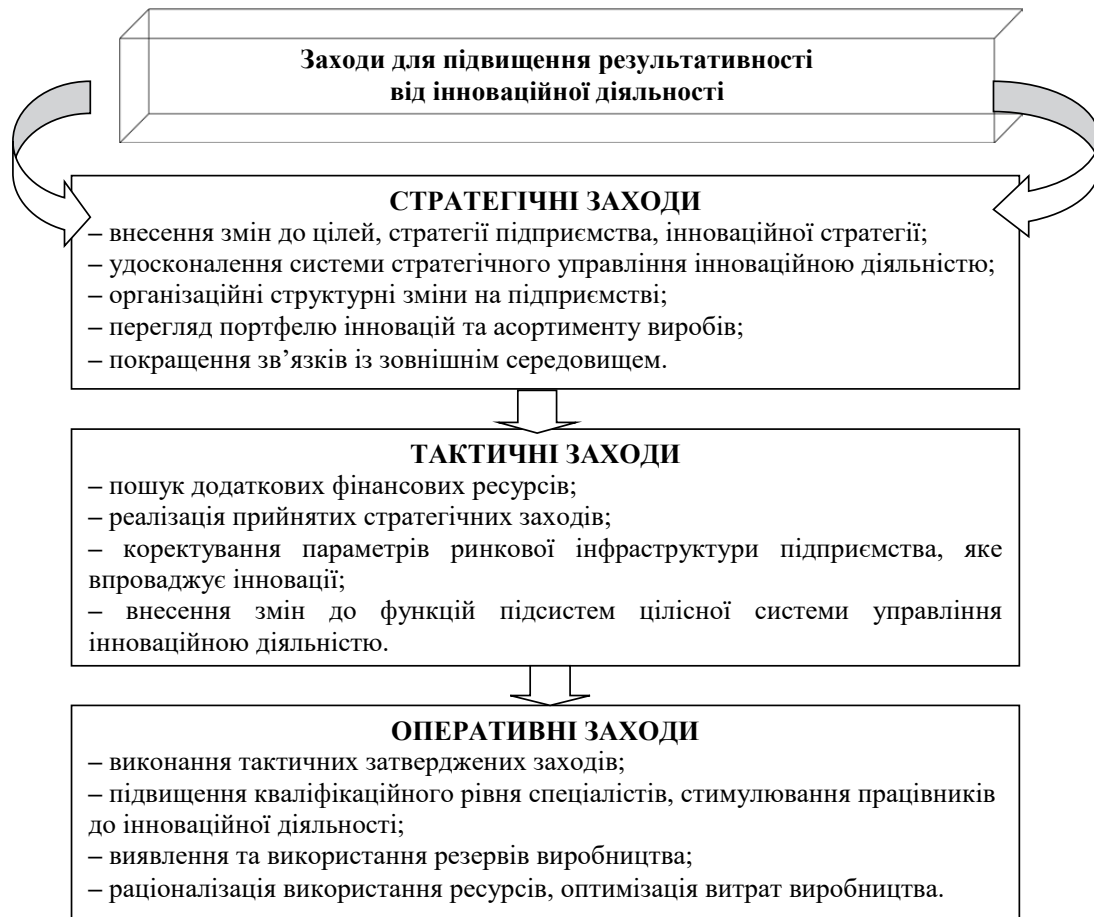 Заходи для підвищення результативності
від інноваційної діяльності
СТРАТЕГІЧНІ ЗАХОДИ
– внесення змін до цілей, стратегії підприємства, інноваційної стратегії;
– удосконалення системи стратегічного управління інноваційною діяльністю;
– організаційні структурні зміни на підприємстві;
– перегляд портфелю інновацій та асортименту виробів;
– покращення зв’язків із зовнішнім середовищем.
ТАКТИЧНІ ЗАХОДИ
– пошук додаткових фінансових ресурсів;
– реалізація прийнятих стратегічних заходів;
– коректування параметрів ринкової інфраструктури підприємства, яке
впроваджує інновації;
– внесення змін до функцій підсистем цілісної системи управління
інноваційною діяльністю.
ОПЕРАТИВНІ ЗАХОДИ
– виконання тактичних затверджених заходів;
– підвищення кваліфікаційного рівня спеціалістів, стимулювання працівників
до інноваційної діяльності;
– виявлення та використання резервів виробництва;
– раціоналізація використання ресурсів, оптимізація витрат виробництва.